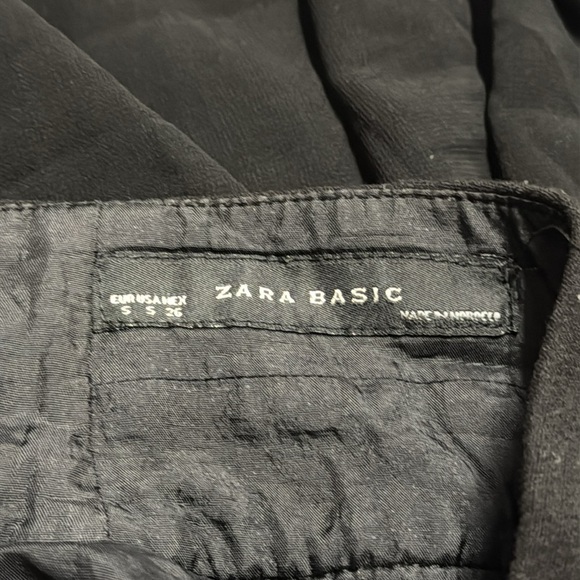 EUR USA MEX
S S 26
ZARA BASIC
MADE IN MOROCCO